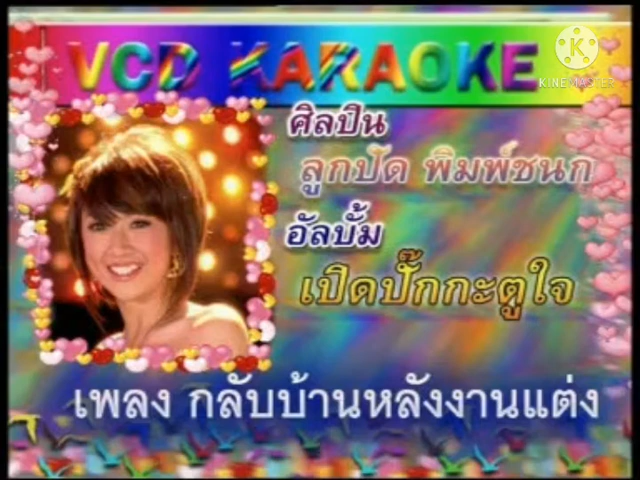 VCD KARAOKE
KINEMASTER
ศิลปิน
ลูกปัด พิมพ์ชนก
อัลบั้ม
เปิดปั๊กกะตูใจ
เพลง กลับบ้านหลังงานแต่ง